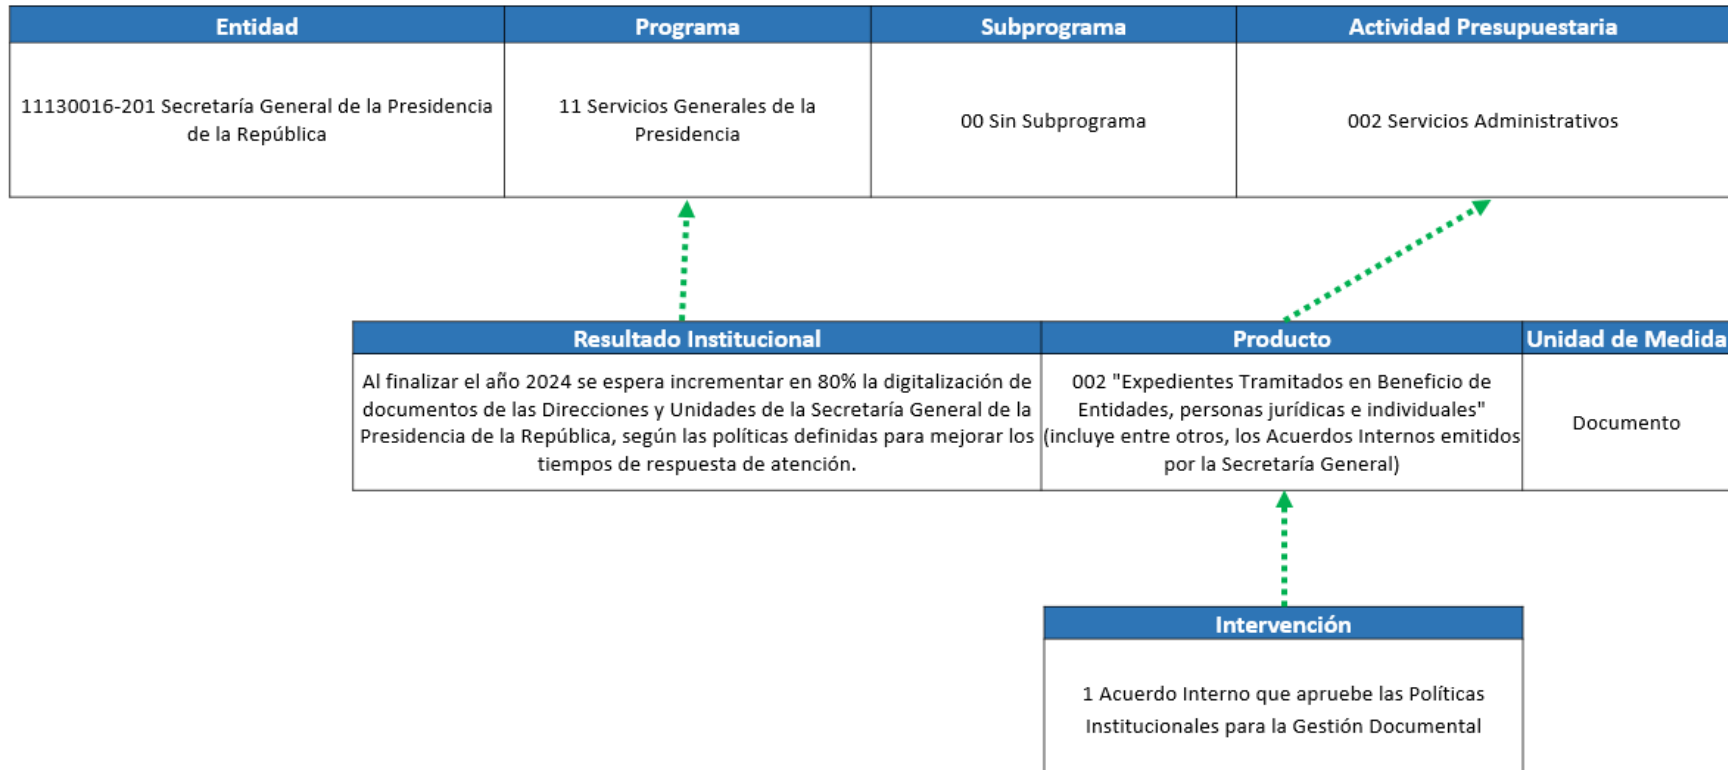 Entidad
Programa
Subprograma
Actividad Presupuestaria
11130016-201 Secretaría General de la Presidencia
de la República
11 Servicios Generales de la
Presidencia
00 Sin Subprograma
002 Servicios Administrativos
Resultado Institucional
Producto
Unidad de Medida
Al finalizar el año 2024 se espera incrementar en 80% la digitalización de
documentos de las Direcciones y Unidades de la Secretaría General de la
Presidencia de la República, según las políticas definidas para mejorar los
tiempos de respuesta de atención.
002 "Expedientes Tramitados en Beneficio de
Entidades, personas jurídicas e individuales"
(incluye entre otros, los Acuerdos Internos emitidos
por la Secretaría General)
Documento
Intervención
1 Acuerdo Interno que apruebe las Políticas
Institucionales para la Gestión Documental